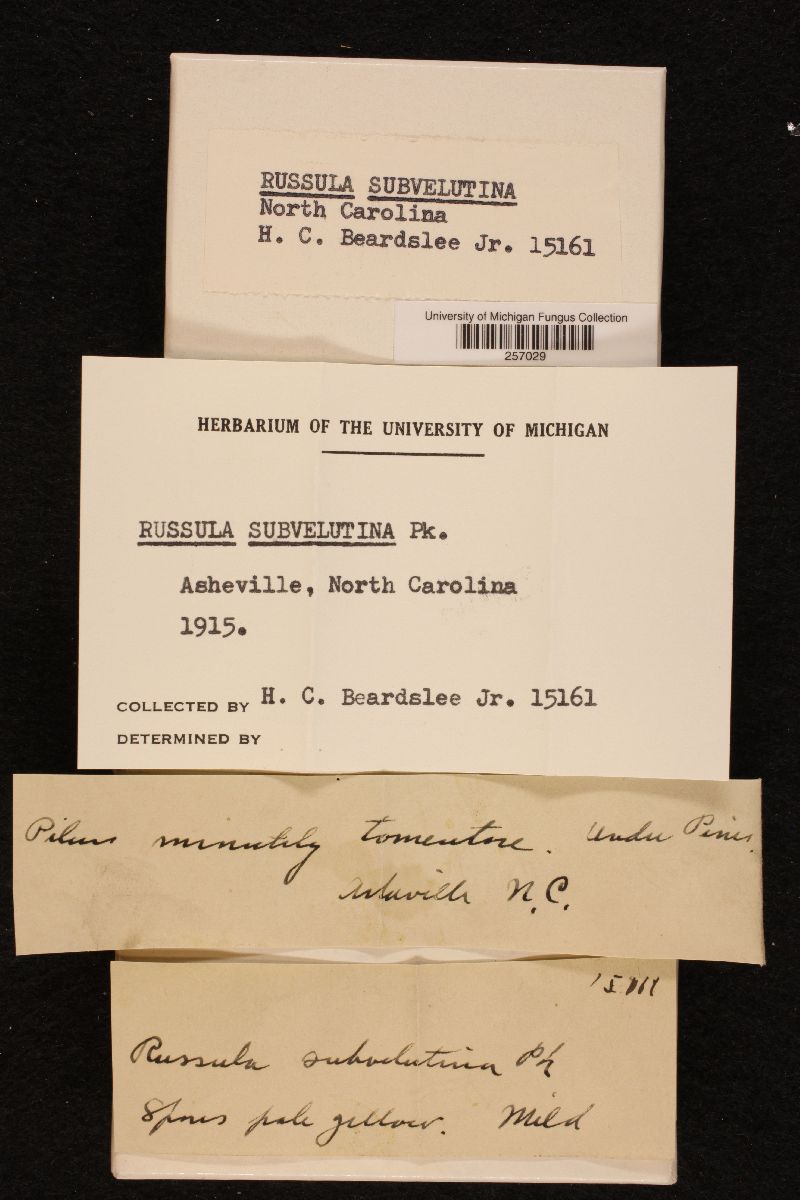 RUSSULA SUBVELUTINA
North Carolina
H. C. Beardslee Jr. 15161
University of Michigan Fungus Collection
257029
HERBARIUM OF THE UNIVERSITY OF MICHIGAN
RUSSULA SUBVELUTINA Pk.
Asheville, North Carolina
1915.
COLLECTED BY H. C. Beardslee Jr. 15161
DETERMINED BY
Pileus minutely tomentose. Under Pines.
Asheville N.C.
15161
Russula subvelutina Pk
Spores pale yellow. Mild